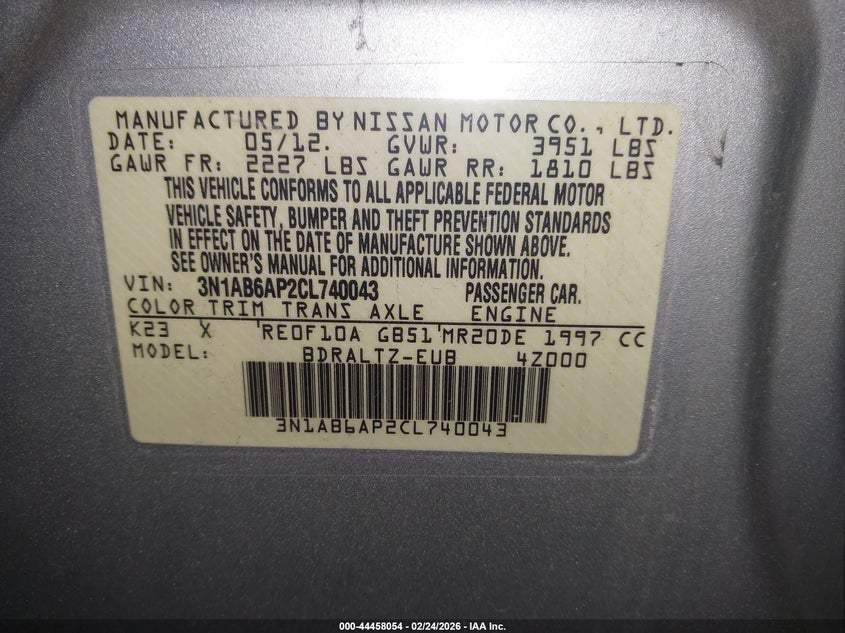 MANUFACTURED BY NISSAN MOTOR CO., LTD.
DATE: 05/12. GVWR: 3951 LBS
GAWR FR: 2227 LBS GAWR RR: 1810 LBS
THIS VEHICLE CONFORMS TO ALL APPLICABLE FEDERAL MOTOR
VEHICLE SAFETY, BUMPER AND THEFT PREVENTION STANDARDS
IN EFFECT ON THE DATE OF MANUFACTURE SHOWN ABOVE.
SEE OWNER'S MANUAL FOR ADDITIONAL INFORMATION.
VIN: 3N1AB6AP2CL740043 PASSENGER CAR.
COLOR TRIM TRANS AXLE ENGINE
K23 X RE0F10A GB51 MR20DE 1997 CC
MODEL: BDRALTZ-EUB 4Z000
3N1AB6AP2CL740043
000-44458054 - 02/24/2026 - IAA Inc.